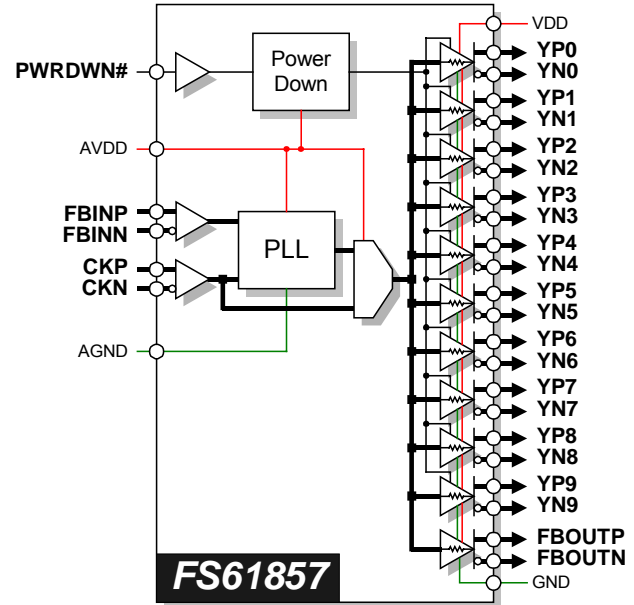 VDD
PWRDWN#
Power
Down
YP0
YN0
YP1
YN1
AVDD
YP2
YN2
FBINP
FBINN
PLL
YP3
YN3
CKP
CKN
YP4
YN4
YP5
YN5
AGND
YP6
YN6
YP7
YN7
YP8
YN8
YP9
YN9
FBOUTP
FBOUTN
FS61857
GND